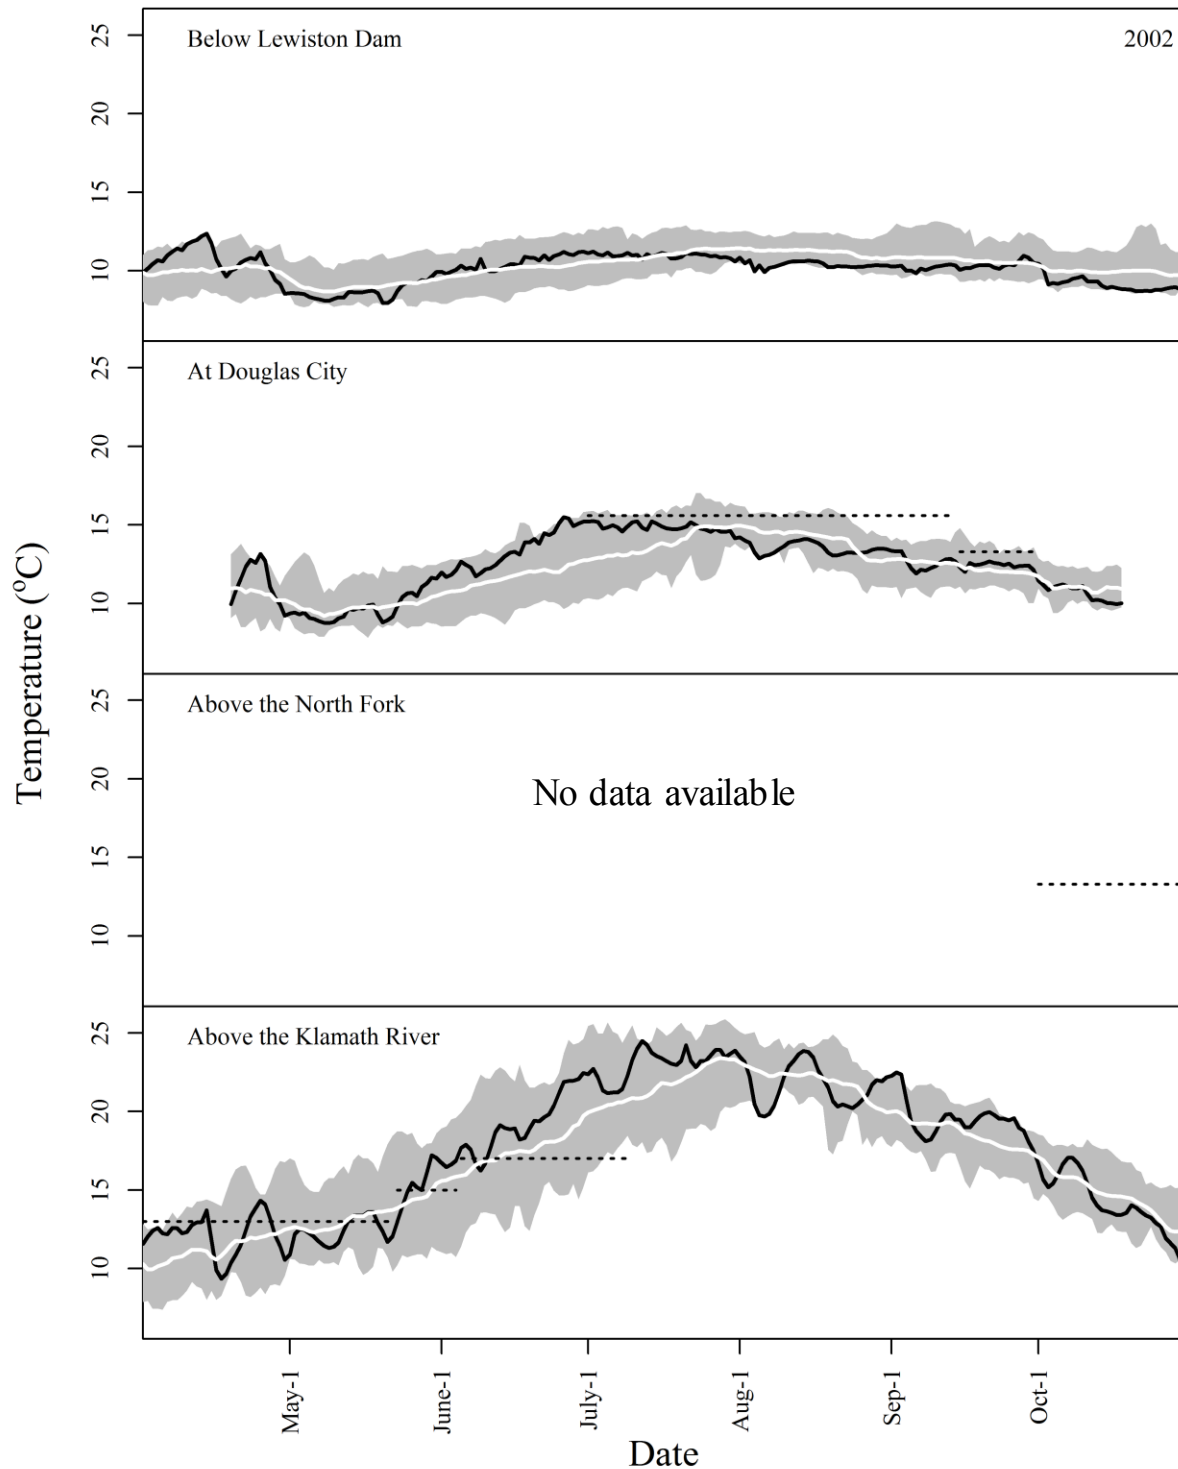 Below Lewiston Dam 2002
25
20
15
10
At Douglas City
25
20
15
10
Above the North Fork
25
20
15
10
No data available
Above the Klamath River
25
20
15
10
Temperature (°C)
May-1 June-1 July-1 Aug-1 Sep-1 Oct-1
Date